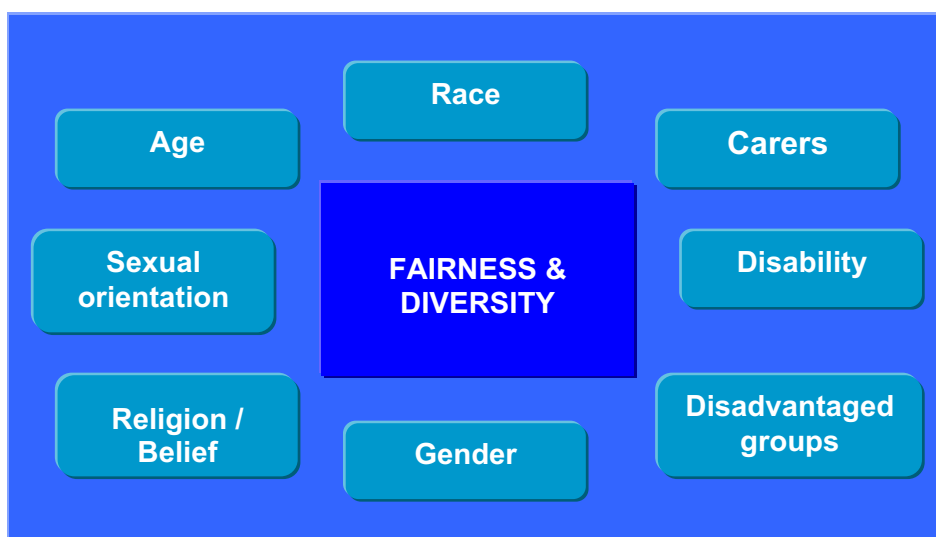 Race
Age
Carers
Sexual
orientation
FAIRNESS &
DIVERSITY
Disability
Religion /
Belief
Gender
Disadvantaged
groups